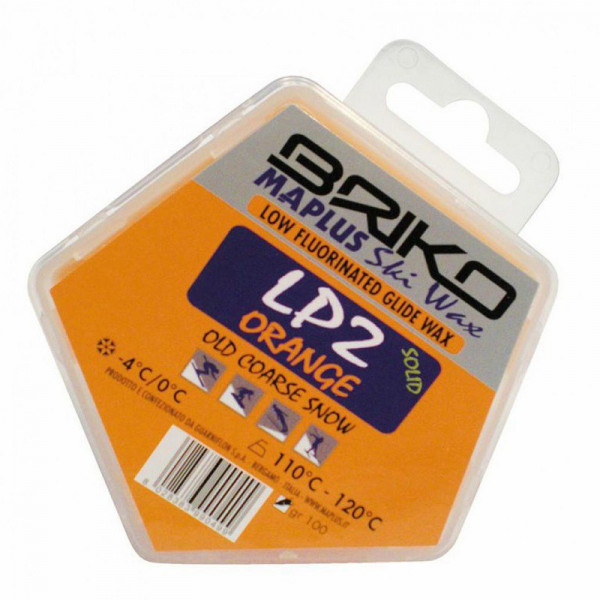 BRIKO
MAPLUS Ski Wax
LOW FLUORINATED GLIDE WAX
LP2
ORANGE
SOLID
OLD COARSE SNOW
-4°C/0°C
PRODOTTO E CONFEZIONATO DA GUARNIFLON S.p.A. - BERGAMO - ITALIA - WWW.MAPLUS.IT
110°C - 120°C
gr 100